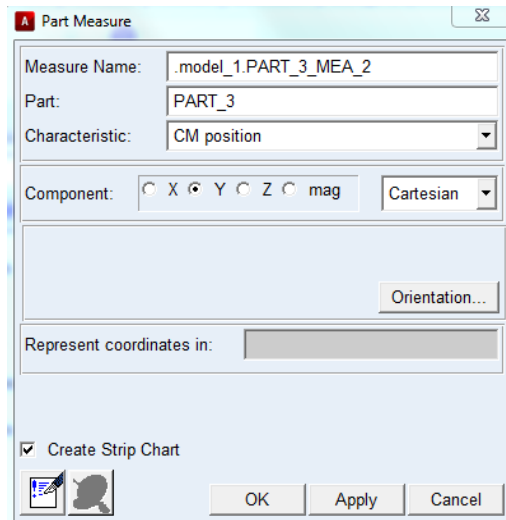 A Part Measure
Measure Name: .model_1.PART_3_MEA_2
Part: PART_3
Characteristic: CM position
Component: X Y Z mag Cartesian
Orientation...
Represent coordinates in:
Create Strip Chart
OK Apply Cancel